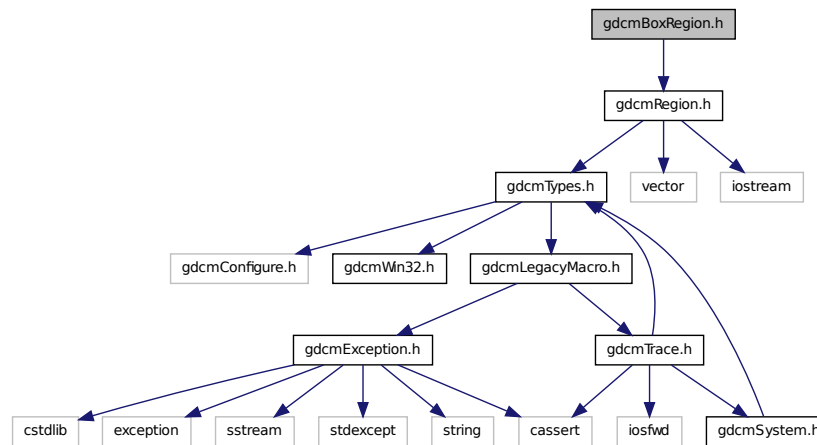 gdcmBoxRegion.h
gdcmRegion.h
gdcmTypes.h
vector
iostream
gdcmConfigure.h
gdcmWin32.h
gdcmLegacyMacro.h
gdcmException.h
gdcmTrace.h
cstdlib
exception
sstream
stdexcept
string
cassert
iosfwd
gdcmSystem.h